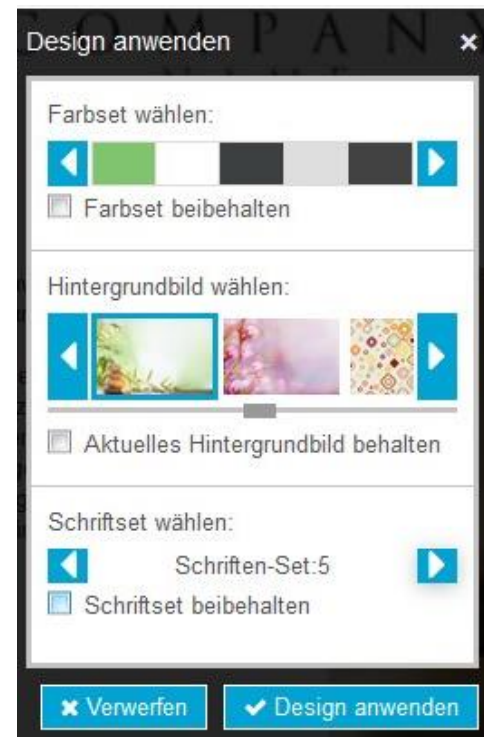 COMPANY
Design anwenden
Farbset wählen:
Farbset beibehalten
Hintergrundbild wählen:
Aktuelles Hintergrundbild behalten
Schriftset wählen:
Schriften-Set:5
Schriftset beibehalten
Verwerfen
Design anwenden